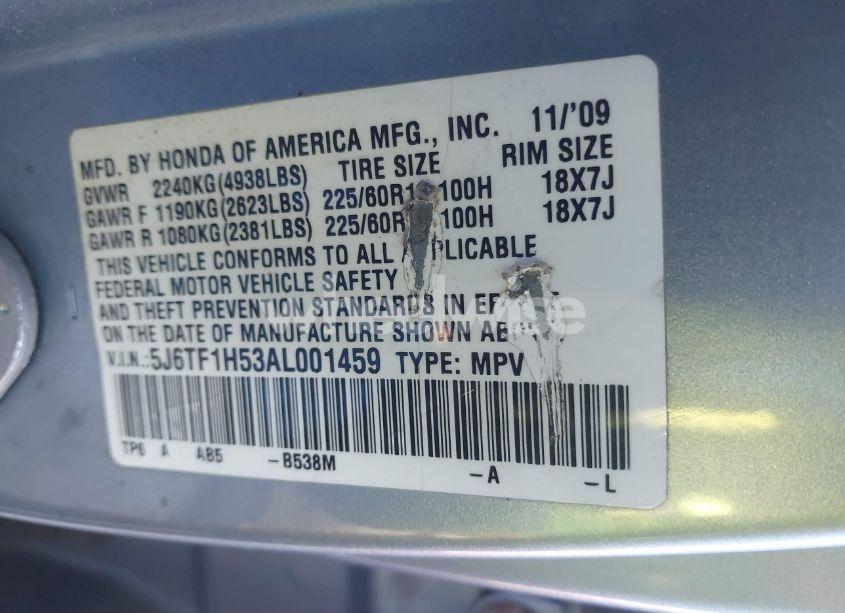 MFD. BY HONDA OF AMERICA MFG., INC. 11/'09
GVWR 2240KG(4938LBS) TIRE SIZE RIM SIZE
GAWR F 1190KG(2623LBS) 225/60R1 100H 18X7J
GAWR R 1080KG(2381LBS) 225/60R 100H 18X7J
THIS VEHICLE CONFORMS TO ALL A PLICABLE
FEDERAL MOTOR VEHICLE SAFETY
AND THEFT PREVENTION STANDARDS IN EF
ON THE DATE OF MANUFACTURE SHOWN AB
V.I.N.:5J6TF1H53AL001459 TYPE: MPV
TP6 A AB5 -B538M -A -L